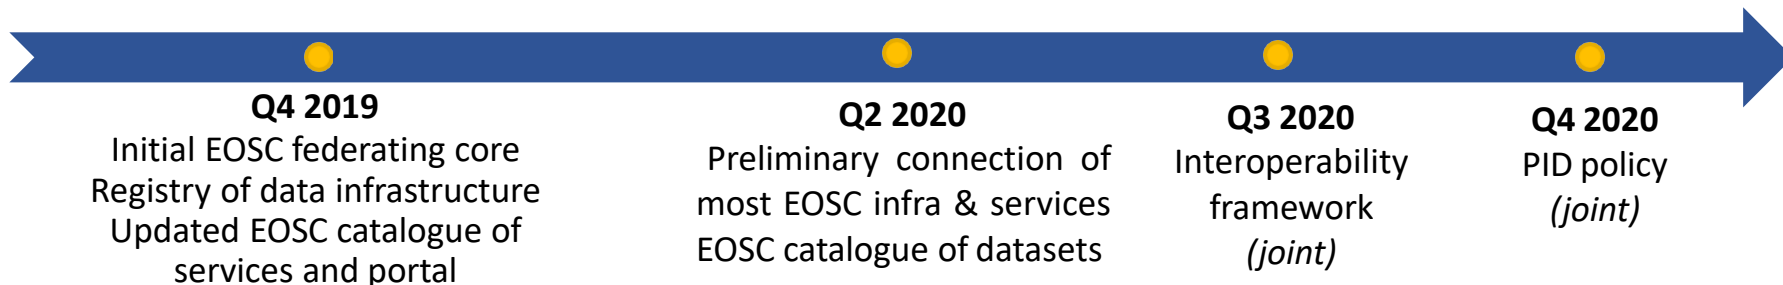 Q4 2019
Initial EOSC federating core
Registry of data infrastructure
Updated EOSC catalogue of
services and portal
Q2 2020
Preliminary connection of
most EOSC infra & services
EOSC catalogue of datasets
Q3 2020
Interoperability
framework
(joint)
Q4 2020
PID policy
(joint)